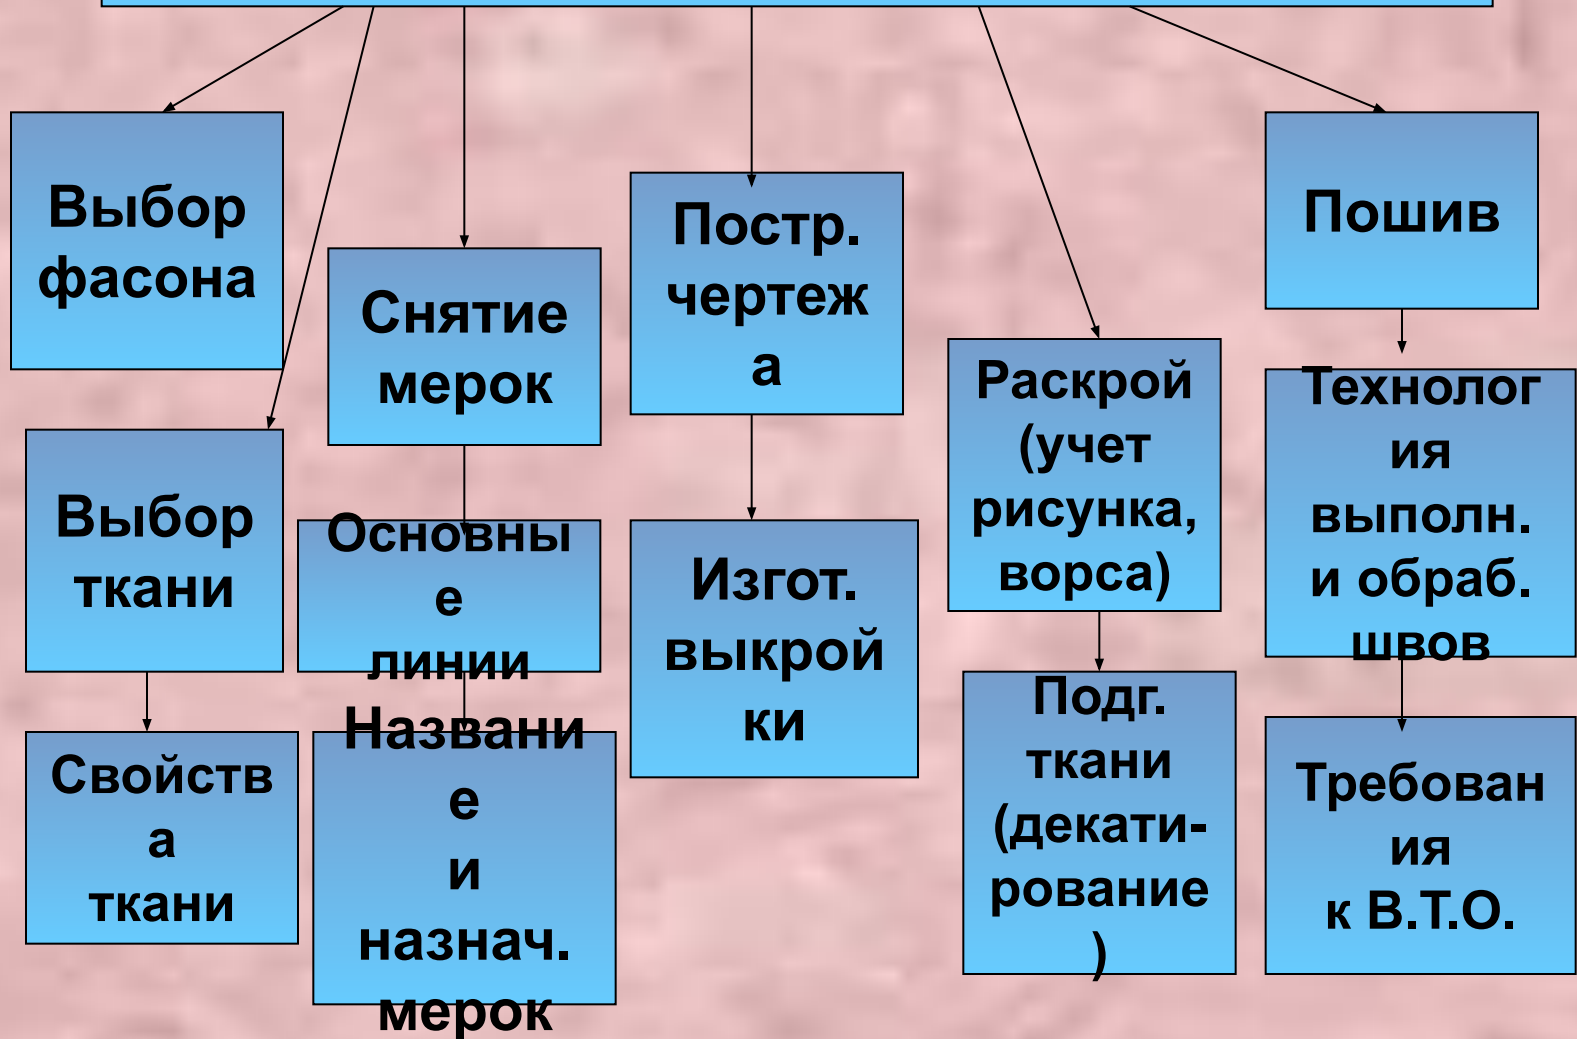 Выбор
фасона
Выбор
ткани
Свойств
а
ткани
Снятие
мерок
Основны
е
линии
Названи
е
и
назнач.
мерок
Постр.
чертеж
а
Изгот.
выкрой
ки
Раскрой
(учет
рисунка,
ворса)
Подг.
ткани
(декати-
рование
)
Пошив
Технолог
ия
выполн.
и обраб.
швов
Требован
ия
к В.Т.О.